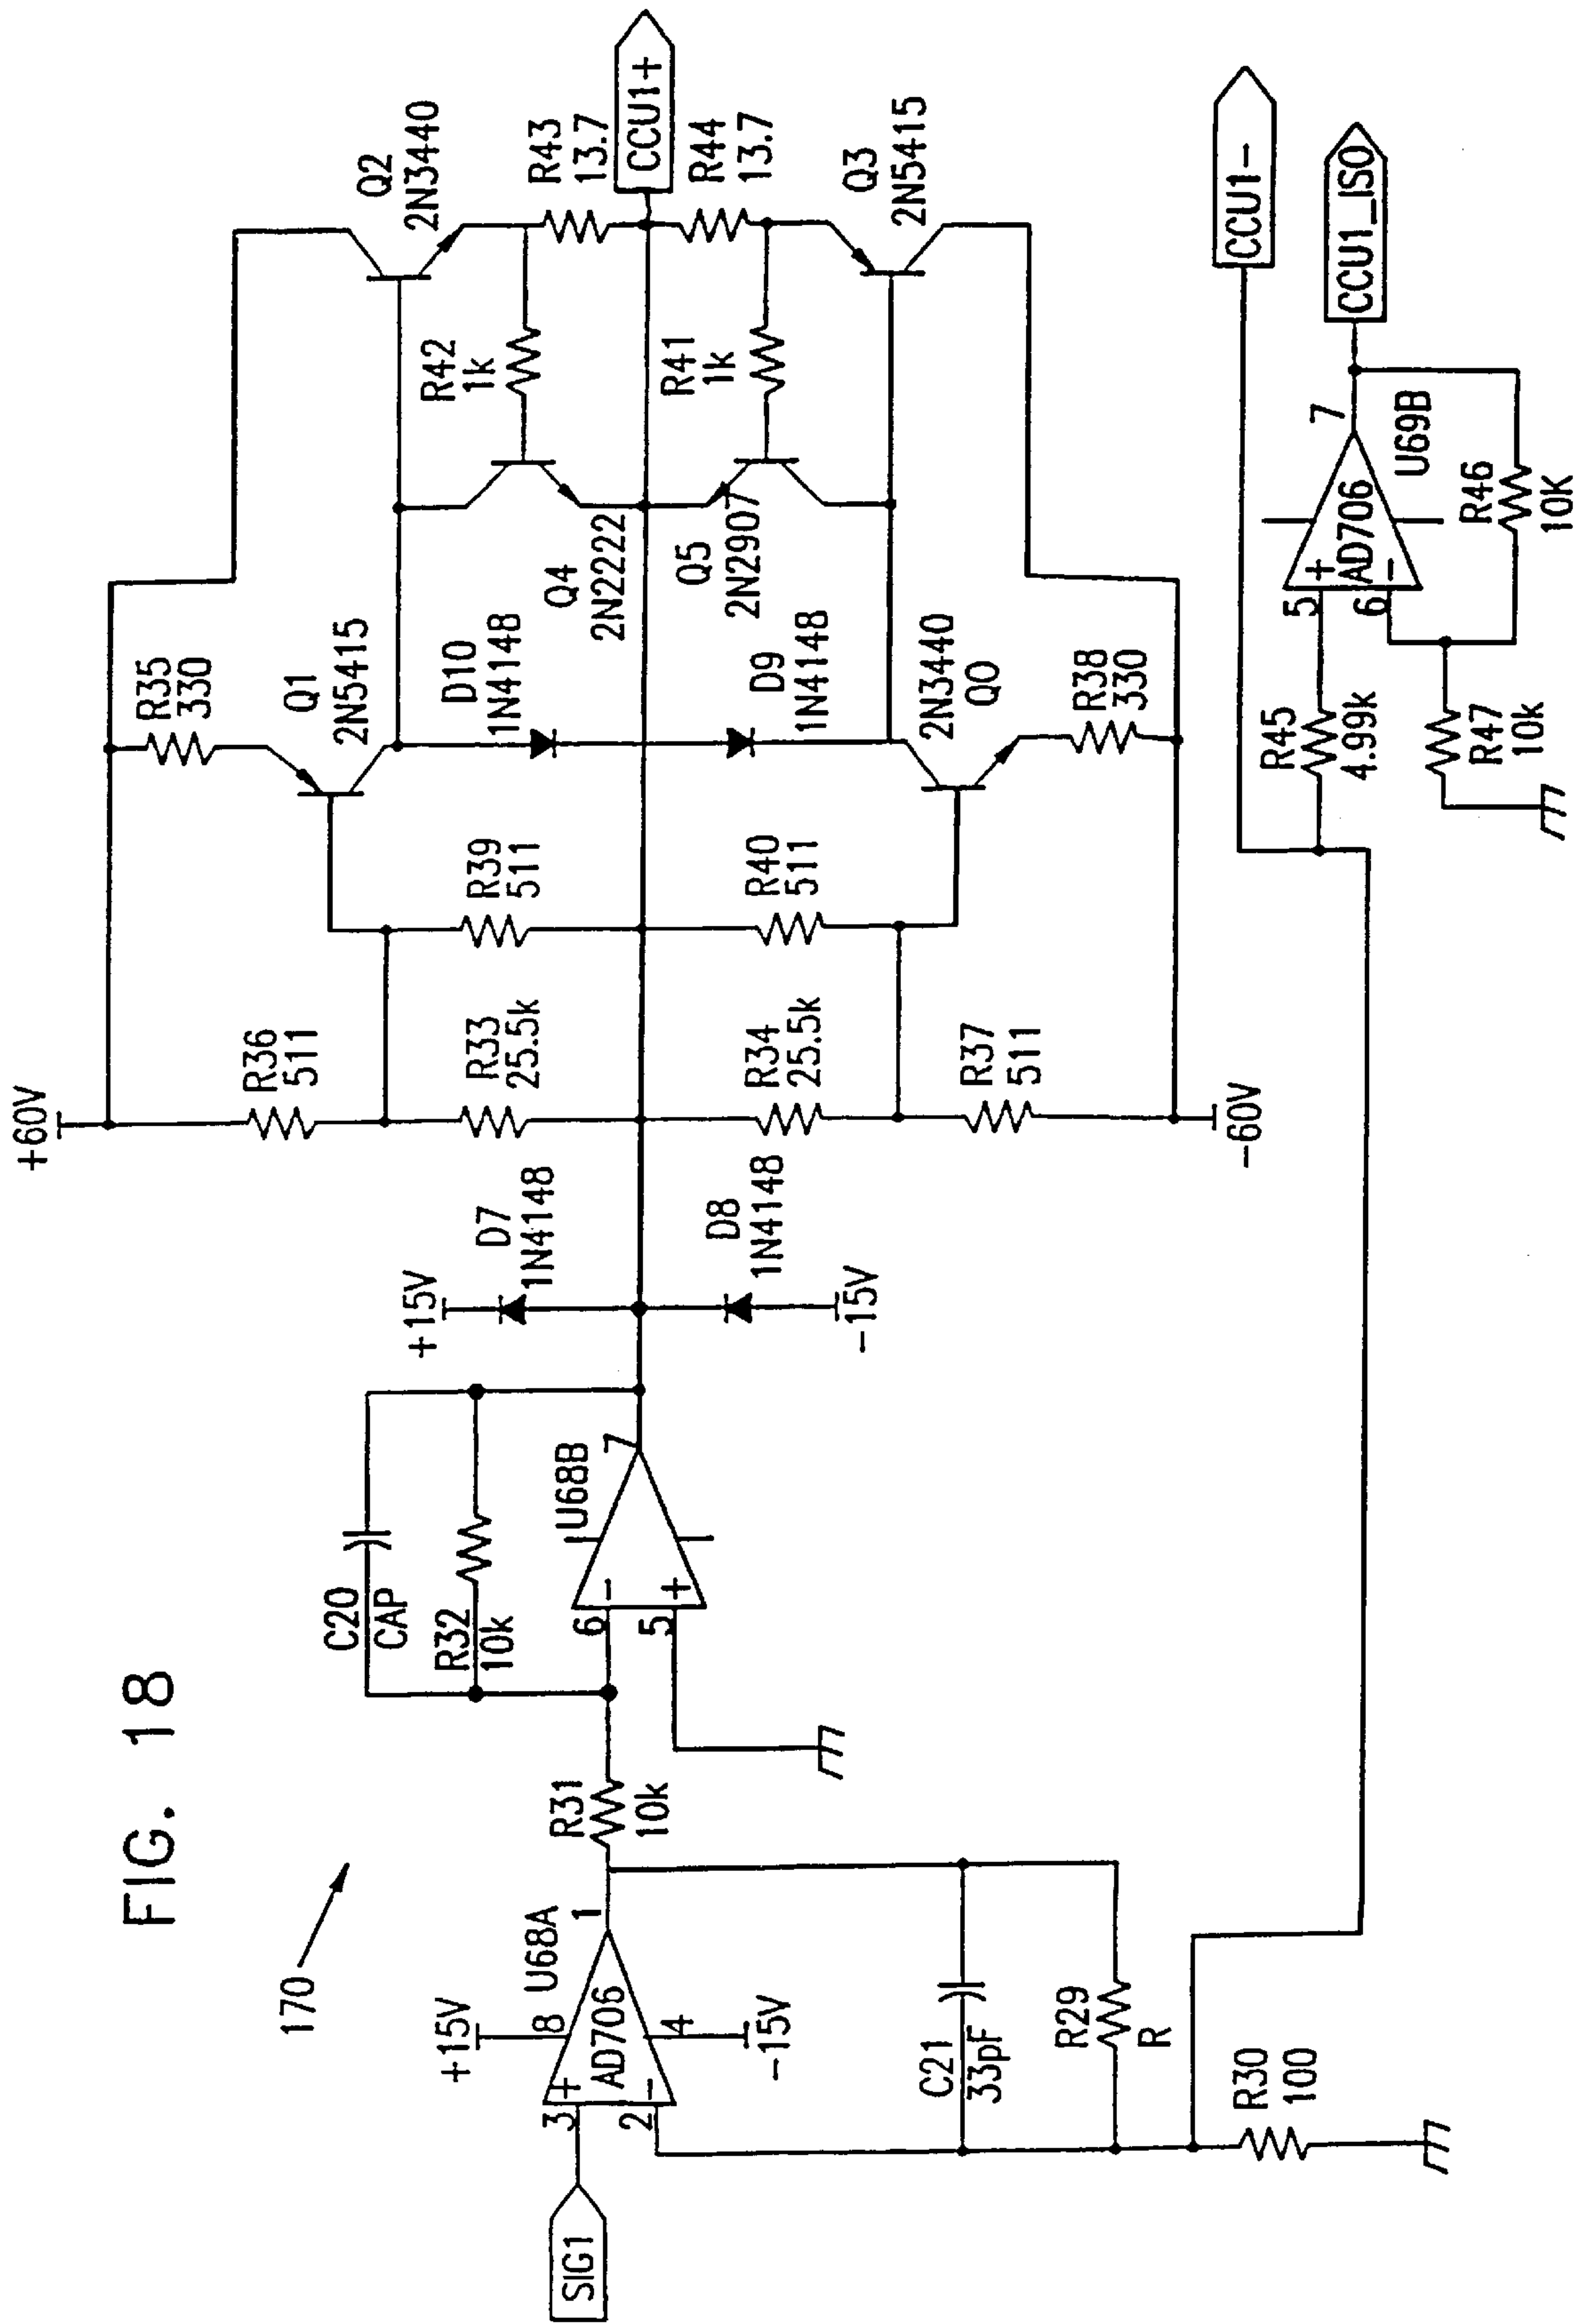 FIG. 18
170
+60V
+15V
D7
1N4148
D8
1N4148
-15V
R36
511
R33
25.5k
R34
25.5k
R37
511
-60V
R39
511
R40
511
R35
330
Q1
2N5415
D10
1N4148
D9
1N4148
2N3440
Q0
R38
330
Q4
2N2222
Q5
2N2907
R42
1k
R41
1k
Q2
2N3440
R43
13.7
CCU1+
R44
13.7
Q3
2N5415
C20
CAP
R32
10k
U68B
7
6
-
5
+
R31
10k
+15V
8
U68A
1
3
+
AD706
2
-
4
-15V
SIG1
C21
33pF
R29
R
R30
100
CCU1-
CCU1_ISO
R45
4.99k
5
+
AD706
6
-
7
U69B
R46
10K
R47
10k